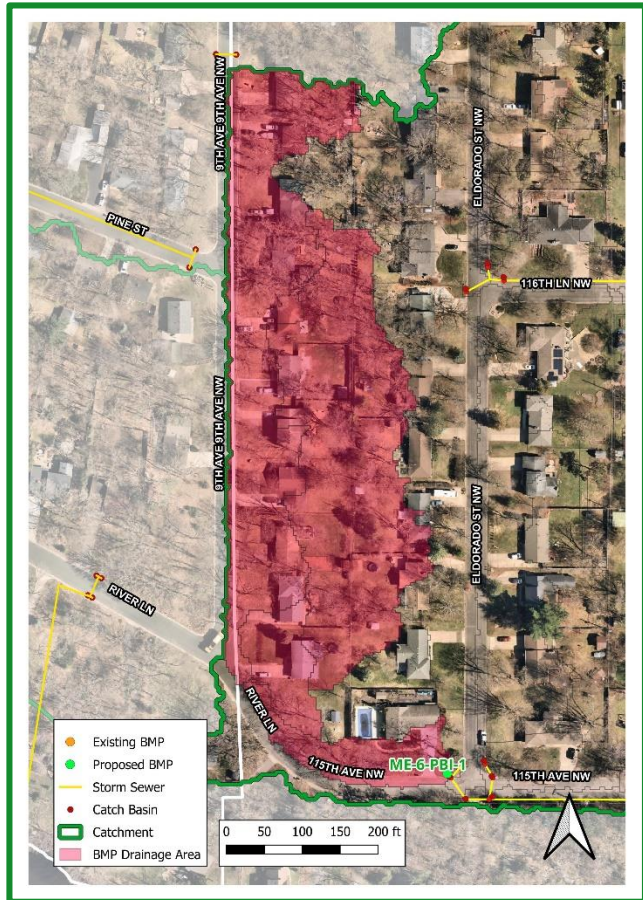 9TH AVE 9TH AVE NW
ELDORADO ST NW
PINE ST
116TH LN NW
9TH AVE 9TH AVE NW
ELDORADO ST NW
RIVER LN
RIVER LN
115TH AVE NW
ME-6-PBI-1
115TH AVE NW
Existing BMP
Proposed BMP
Storm Sewer
Catch Basin
Catchment
BMP Drainage Area
0 50 100 150 200 ft